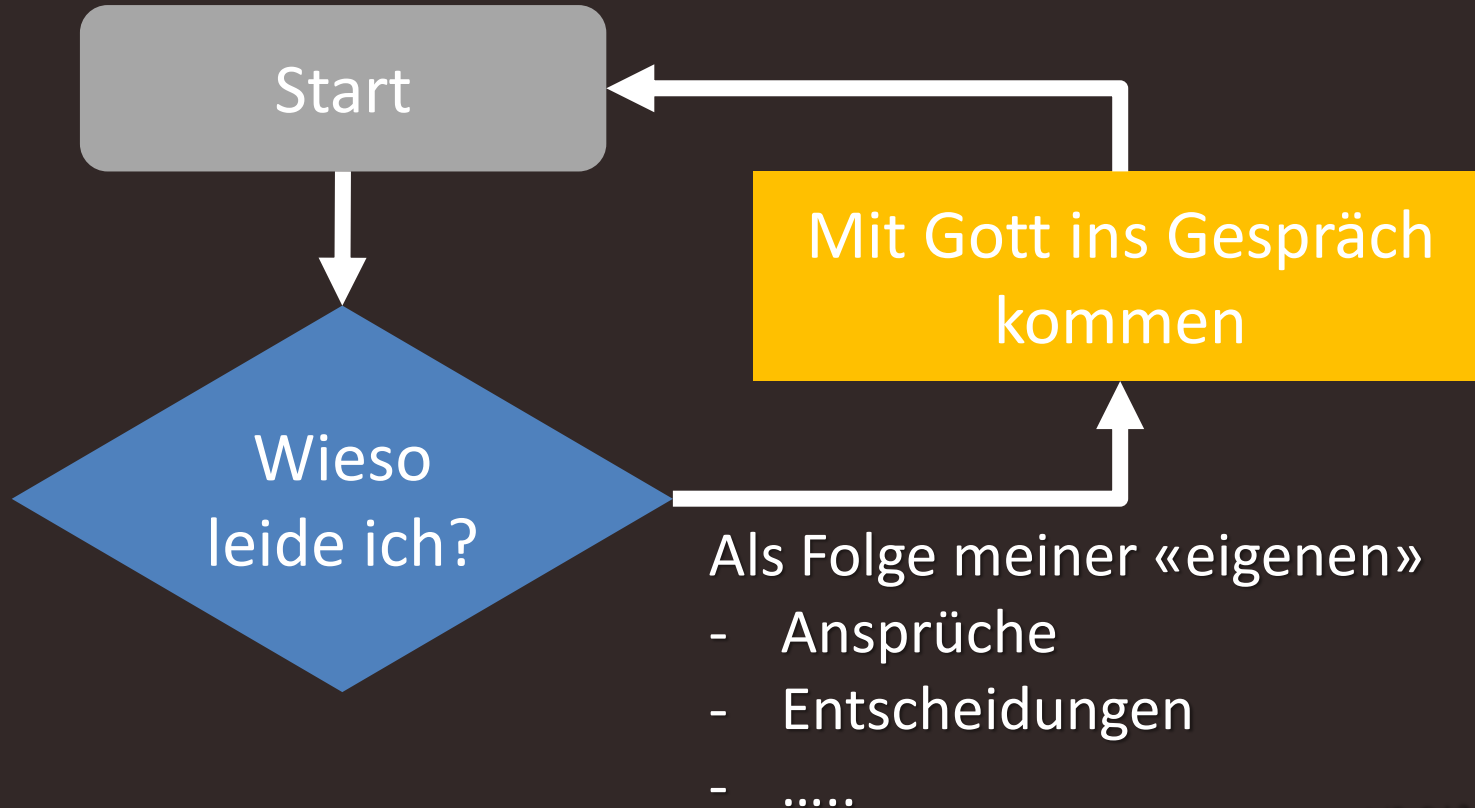 Start
Mit Gott ins Gespräch
kommen
Wieso
leide ich?
Als Folge meiner «eigenen»
- Ansprüche
- Entscheidungen
- .....